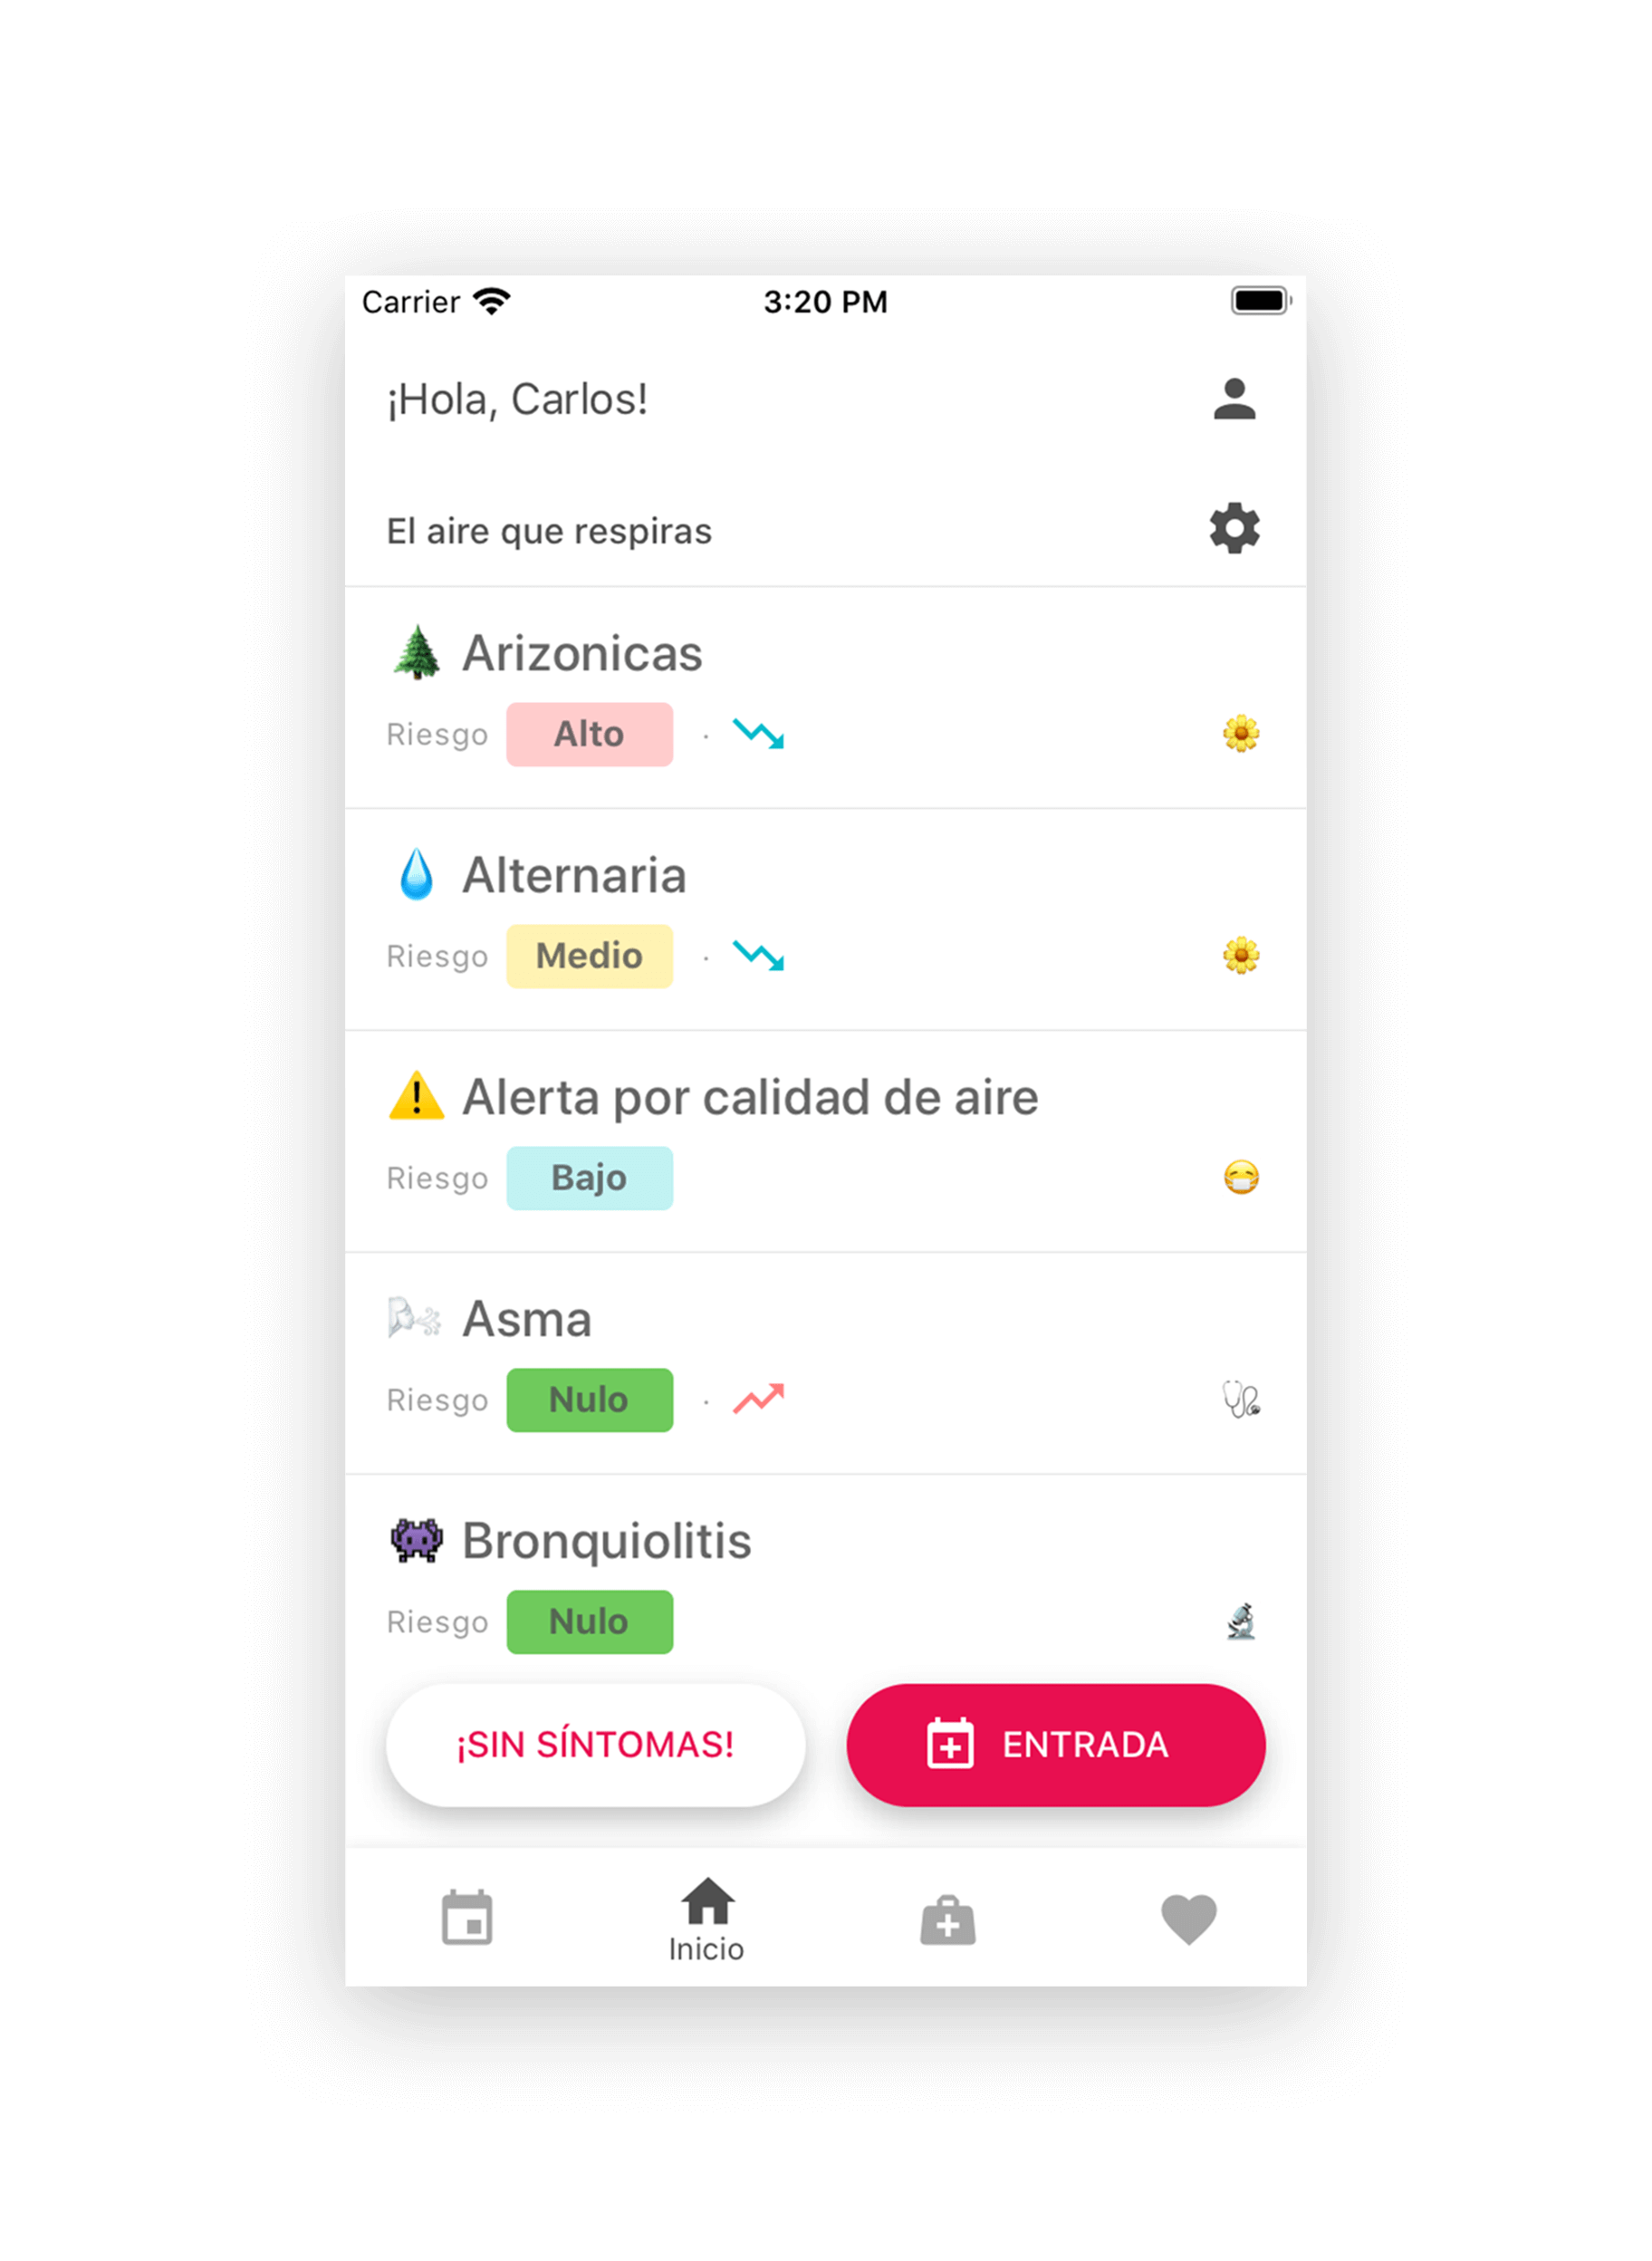 Carrier 3:20 PM
¡Hola, Carlos!
El aire que respiras
Arizonicas
Riesgo Alto
Alternaria
Riesgo Medio
Alerta por calidad de aire
Riesgo Bajo
Asma
Riesgo Nulo
Bronquiolitis
Riesgo Nulo
¡SIN SÍNTOMAS! ENTRADA
Inicio